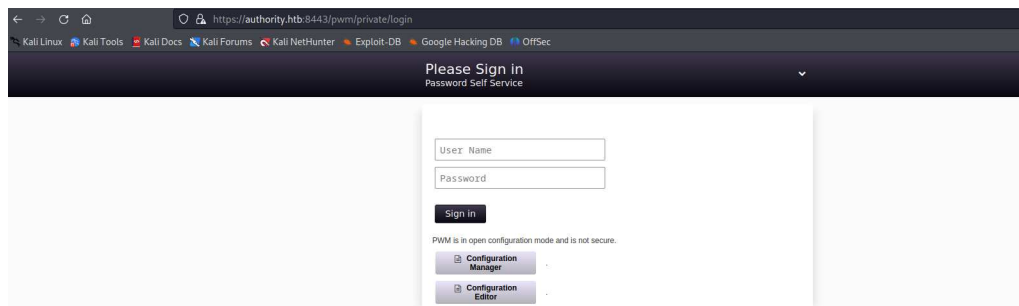 https://authority.htb:8443/pwm/private/login
Kali Linux Kali Tools Kali Docs Kali Forums Kali NetHunter Exploit-DB Google Hacking DB OffSec
Please Sign in
Password Self Service
User Name
Password
Sign in
PWM is in open configuration mode and is not secure.
Configuration
Manager
.
Configuration
Editor
.